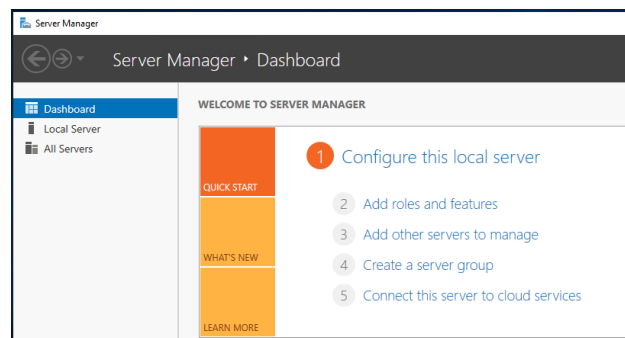 Server Manager
Server Manager ‣ Dashboard
Dashboard
Local Server
All Servers
WELCOME TO SERVER MANAGER
QUICK START
WHAT'S NEW
LEARN MORE
1 Configure this local server
2 Add roles and features
3 Add other servers to manage
4 Create a server group
5 Connect this server to cloud services